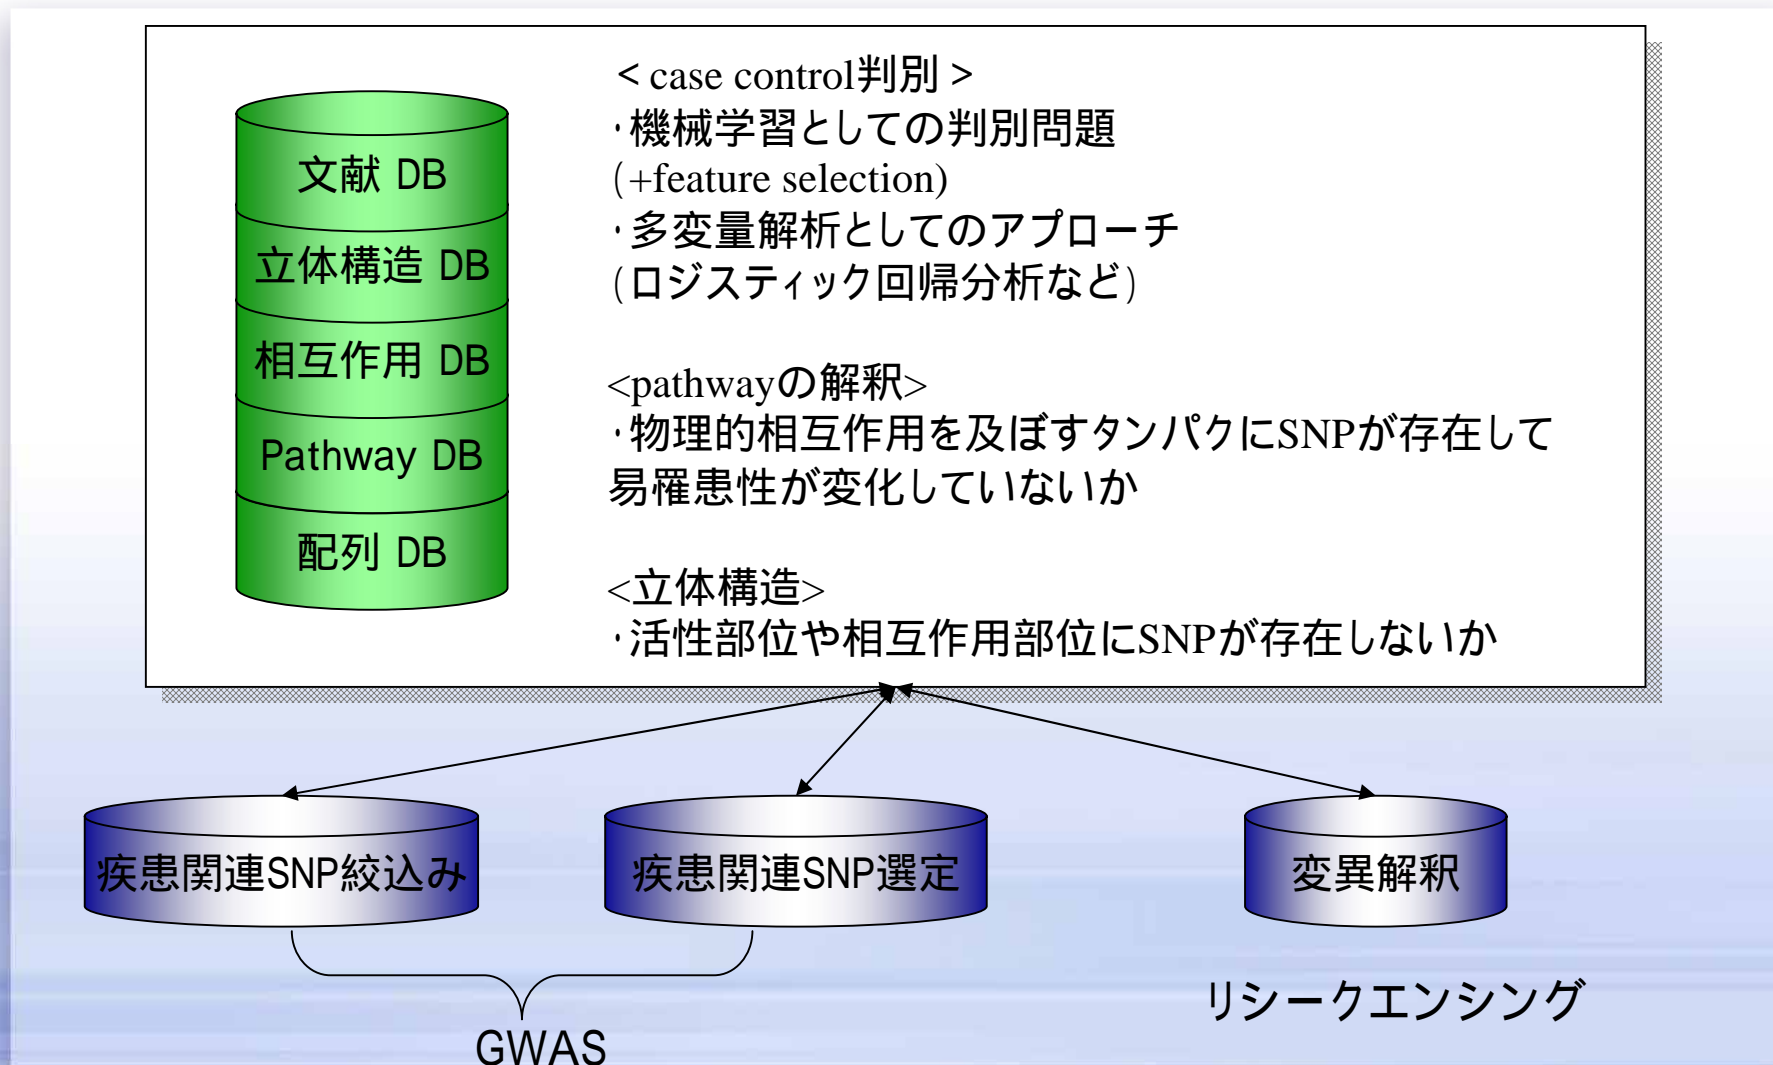 文献 DB
立体構造 DB
相互作用 DB
Pathway DB
配列 DB
＜case control判別＞
・機械学習としての判別問題
(+feature selection)
・多変量解析としてのアプローチ
(ロジスティック回帰分析など)
<pathwayの解釈>
・物理的相互作用を及ぼすタンパクにSNPが存在して
易罹患性が変化していないか
<立体構造>
・活性部位や相互作用部位にSNPが存在しないか
疾患関連SNP絞込み
疾患関連SNP選定
変異解釈
GWAS
リシークエンシング